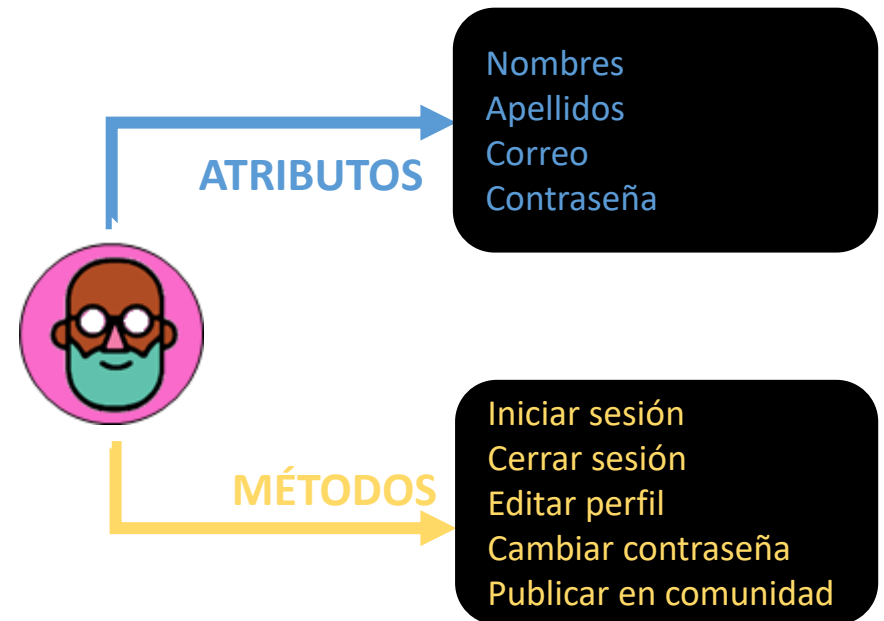 ATRIBUTOS
Nombres
Apellidos
Correo
Contraseña
MÉTODOS
Iniciar sesión
Cerrar sesión
Editar perfil
Cambiar contraseña
Publicar en comunidad